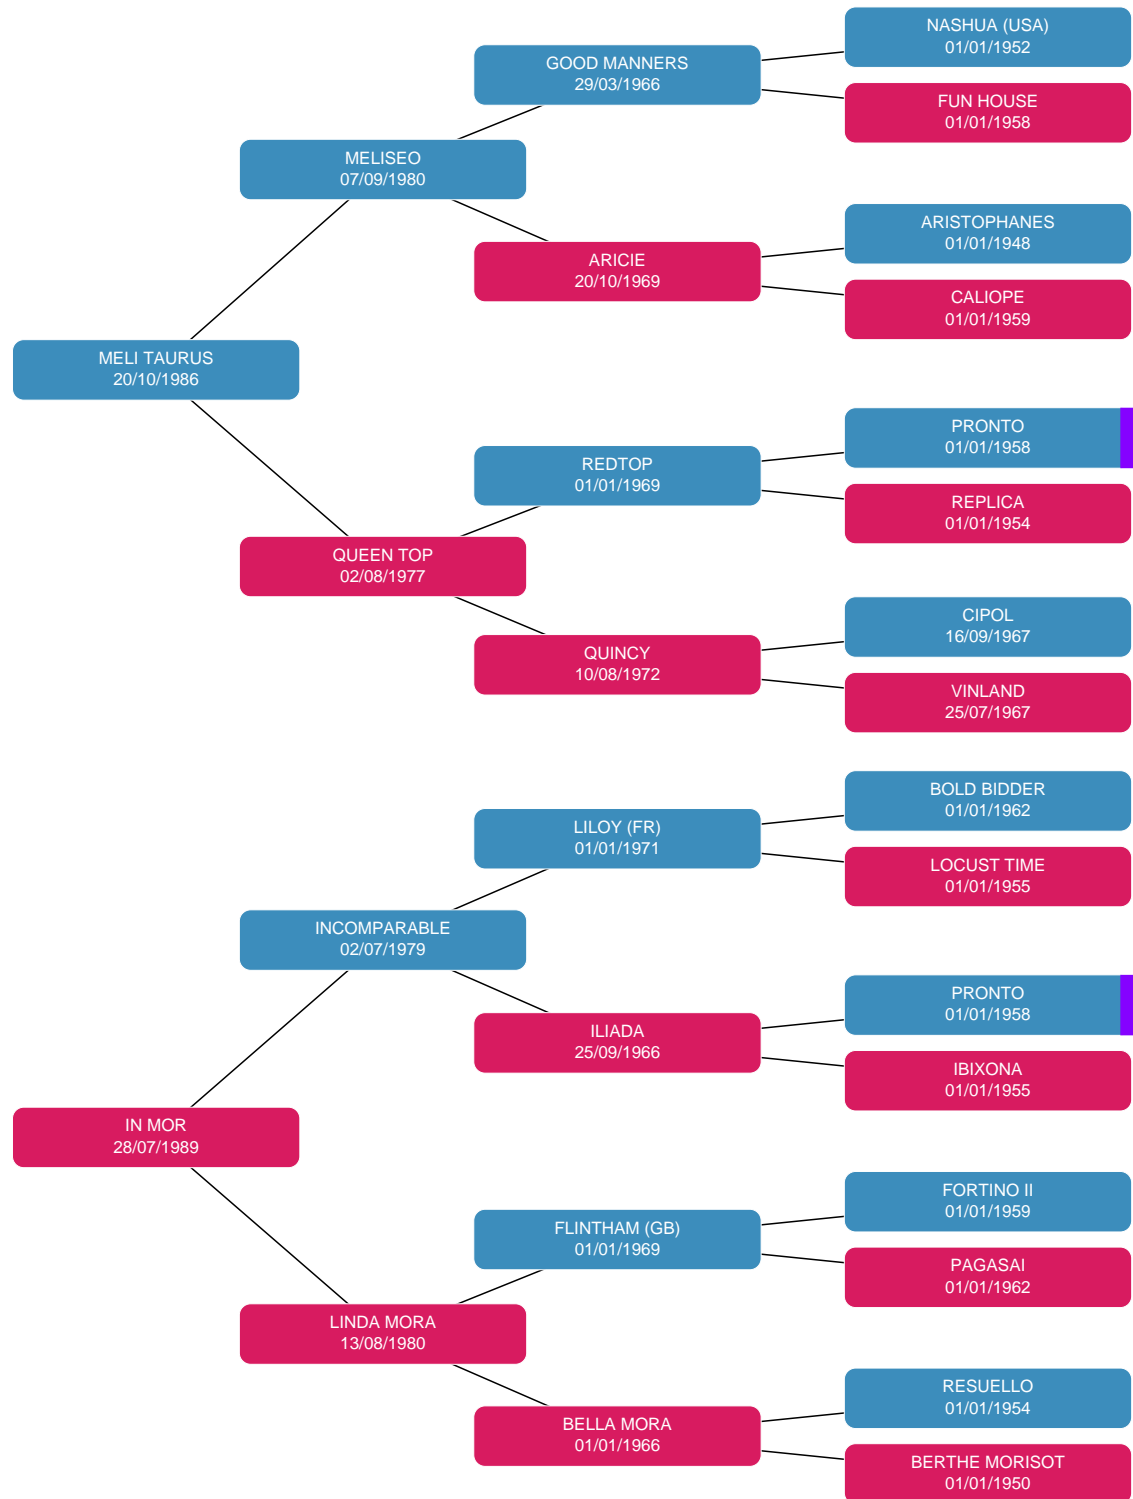 NASHUA (USA)
01/01/1952
GOOD MANNERS
29/03/1966
FUN HOUSE
01/01/1958
MELISEO
07/09/1980
ARISTOPHANES
01/01/1948
ARICIE
20/10/1969
CALIOPE
01/01/1959
MELI TAURUS
20/10/1986
PRONTO
01/01/1958
REDTOP
01/01/1969
REPLICA
01/01/1954
QUEEN TOP
02/08/1977
CIPOL
16/09/1967
QUINCY
10/08/1972
VINLAND
25/07/1967
BOLD BIDDER
01/01/1962
LILOY (FR)
01/01/1971
LOCUST TIME
01/01/1955
INCOMPARABLE
02/07/1979
PRONTO
01/01/1958
ILIADA
25/09/1966
IBIXONA
01/01/1955
IN MOR
28/07/1989
FORTINO II
01/01/1959
FLINTHAM (GB)
01/01/1969
PAGASAI
01/01/1962
LINDA MORA
13/08/1980
RESUELLO
01/01/1954
BELLA MORA
01/01/1966
BERTHE MORISOT
01/01/1950